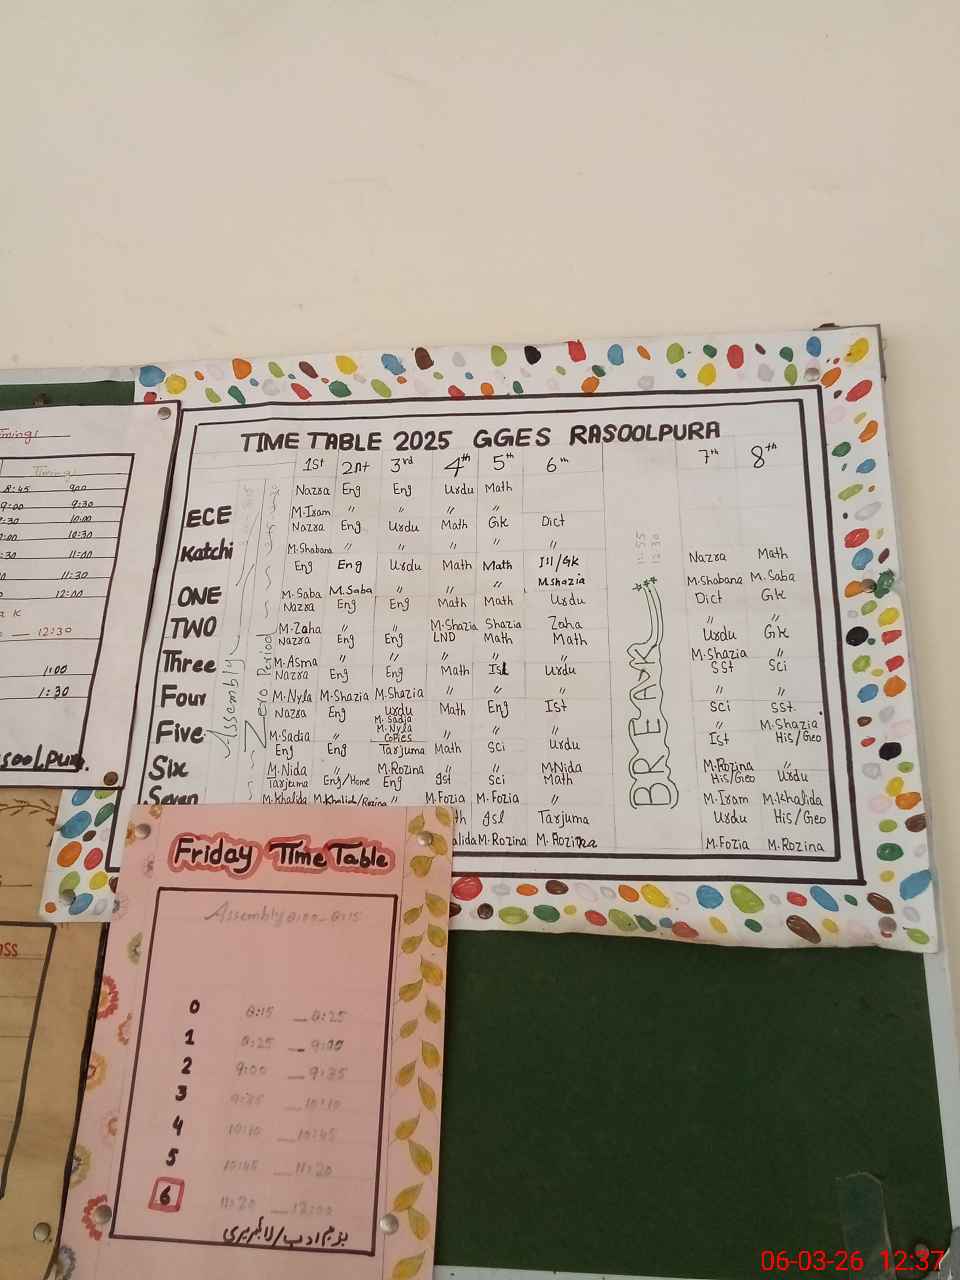 Timing
8:45 9:00
9:00 9:30
10:00
10:30
11:00
11:30
12:00
12:30
1:00
1:30
TIME TABLE 2025 GGES RASOOLPURA
1st 2nt 3rd 4th 5th 6th 7th 8th
Nazra Eng Eng Urdu Math
ECE M.Iram " " " "
Nazra Eng Urdu Math Gk Dict
Katchi M.Shabana " " " " Nazra Math
Eng Eng Urdu Math Math Ill/Gk
M.Shazia M.Shabana M.Saba
ONE M.Saba M.Saba " " " Dict Gk
Nazra Eng Eng Math Math Urdu
TWO M.Zaha " " M.Shazia Shazia Zaha " "
Nazra Eng Eng LND Math Math Urdu Gk
Three M.Asma " " " " " M.Shazia "
Nazra Eng Eng Math Isl Urdu SST Sci
Four M.Nyla M.Shazia M.Shazia " " " " "
Nazra Eng Urdu Math Eng Ist Sci SST
M.Sadia
M.Nyla
Five M.Sadia " Copies " " " " M.Shazia
Eng Eng Tarjuma Math Sci Urdu Ist His/Geo
Six M.Nida " M.Rozina " " M.Nida M.Rozina "
Tarjuma Eng/Home Eng Sci Math His/Geo Urdu
Seven M.Khalida " M.Fozia M.Fozia " M.Iram M.Khalida
Tarjuma Urdu His/Geo
M.Rozina M.Rozina M.Fozia M.Rozina
Assembly
Zero Period
11:55
12:30
BREAK
Friday Time Table
Assembly 8:00 - 8:15
0 8:15 — 8:25
1 8:25 — 9:00
2 9:00 — 9:35
3 9:35 — 10:10
4 10:10 — 10:45
5 10:45 — 11:20
6 11:20 — 12:00
بزم ادب/لائبریری
06-03-26 12:37